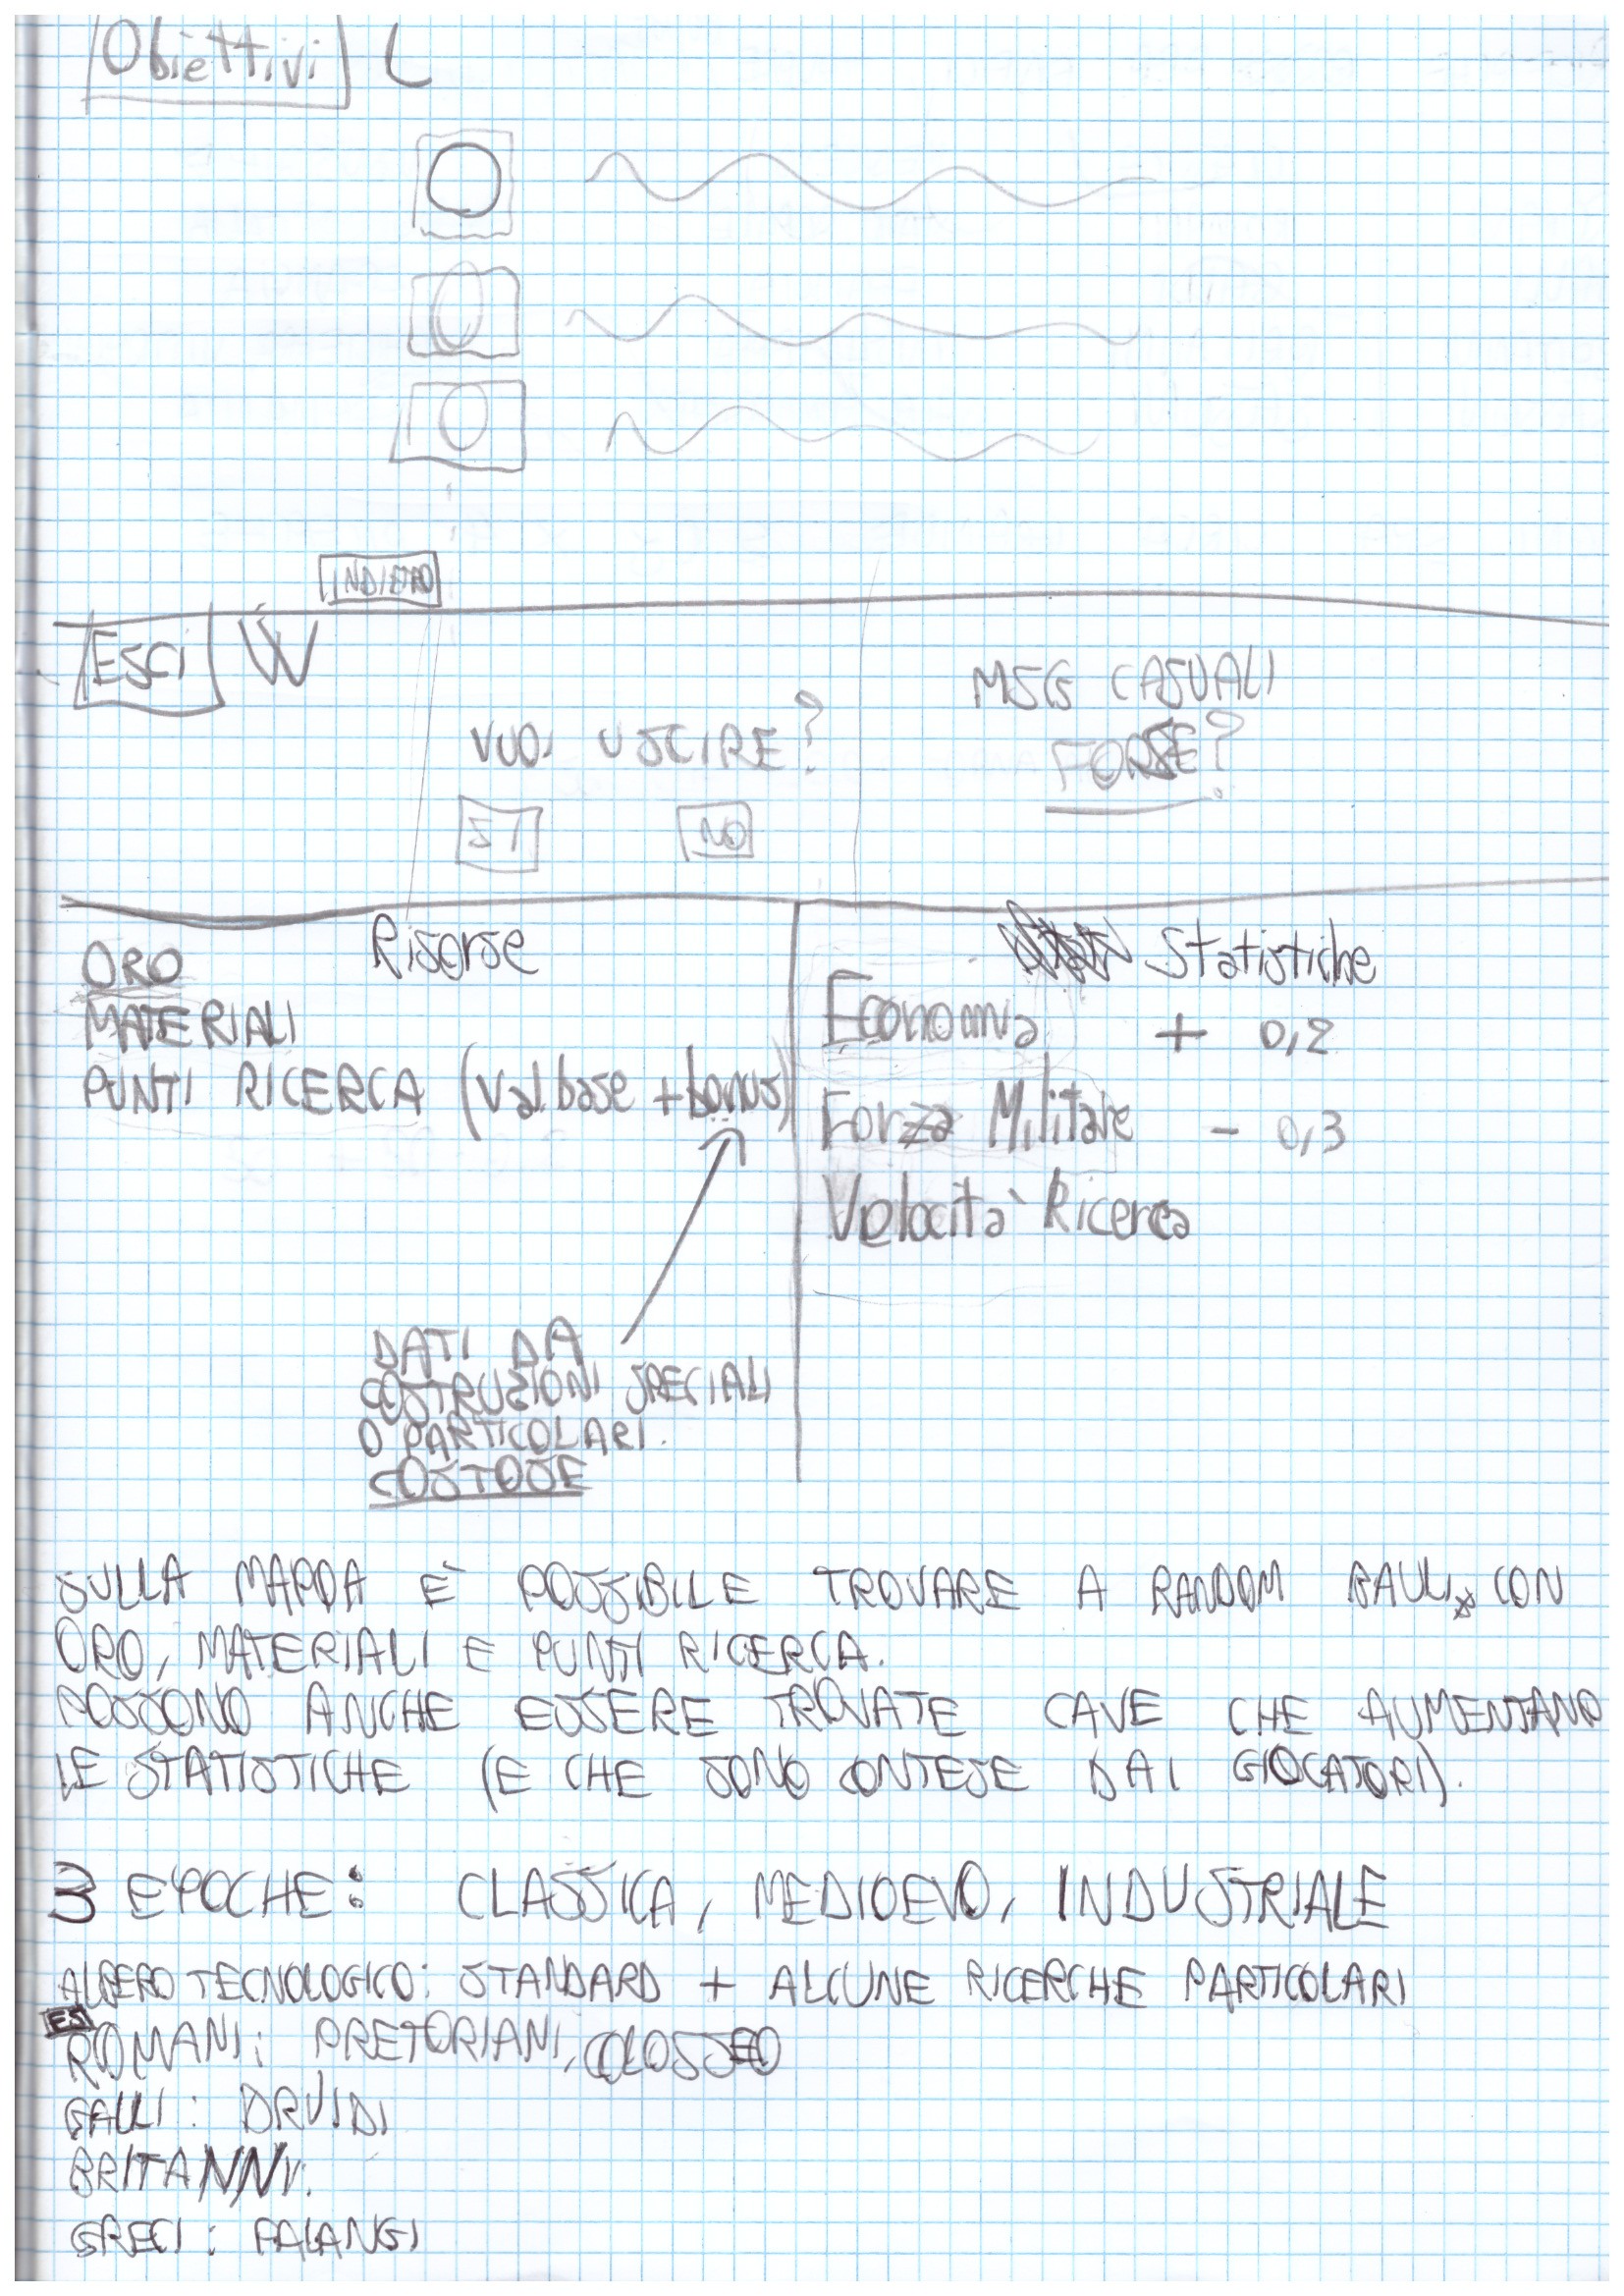 Obiettivi L
INDIETRO
ESCI W
MSG CASUALI
FORSE?
VUOI USCIRE?
SI NO
Risorse
ORO
MATERIALI
PUNTI RICERCA (val base + bonus)
DATI DA
COSTRUZIONI SPECIALI
O PARTICOLARI.
COSTOSE
Statistiche
Economia + 0,2
Forza Militare - 0,3
Velocità Ricerca
SULLA MAPPA È POSSIBILE TROVARE A RANDOM BAULI CON
ORO, MATERIALI E PUNTI RICERCA.
POSSONO ANCHE ESSERE TROVATE CAVE CHE AUMENTANO
LE STATISTICHE (E CHE SONO CONTESE DAI GIOCATORI).
3 EPOCHE: CLASSICA, MEDIOEVO, INDUSTRIALE
ALBERO TECNOLOGICO: STANDARD + ALCUNE RICERCHE PARTICOLARI
ES
ROMANI: PRETORIANI, COLOSSEO
GALLI: DRUIDI
BRITANNI:
GRECI: FALANGI